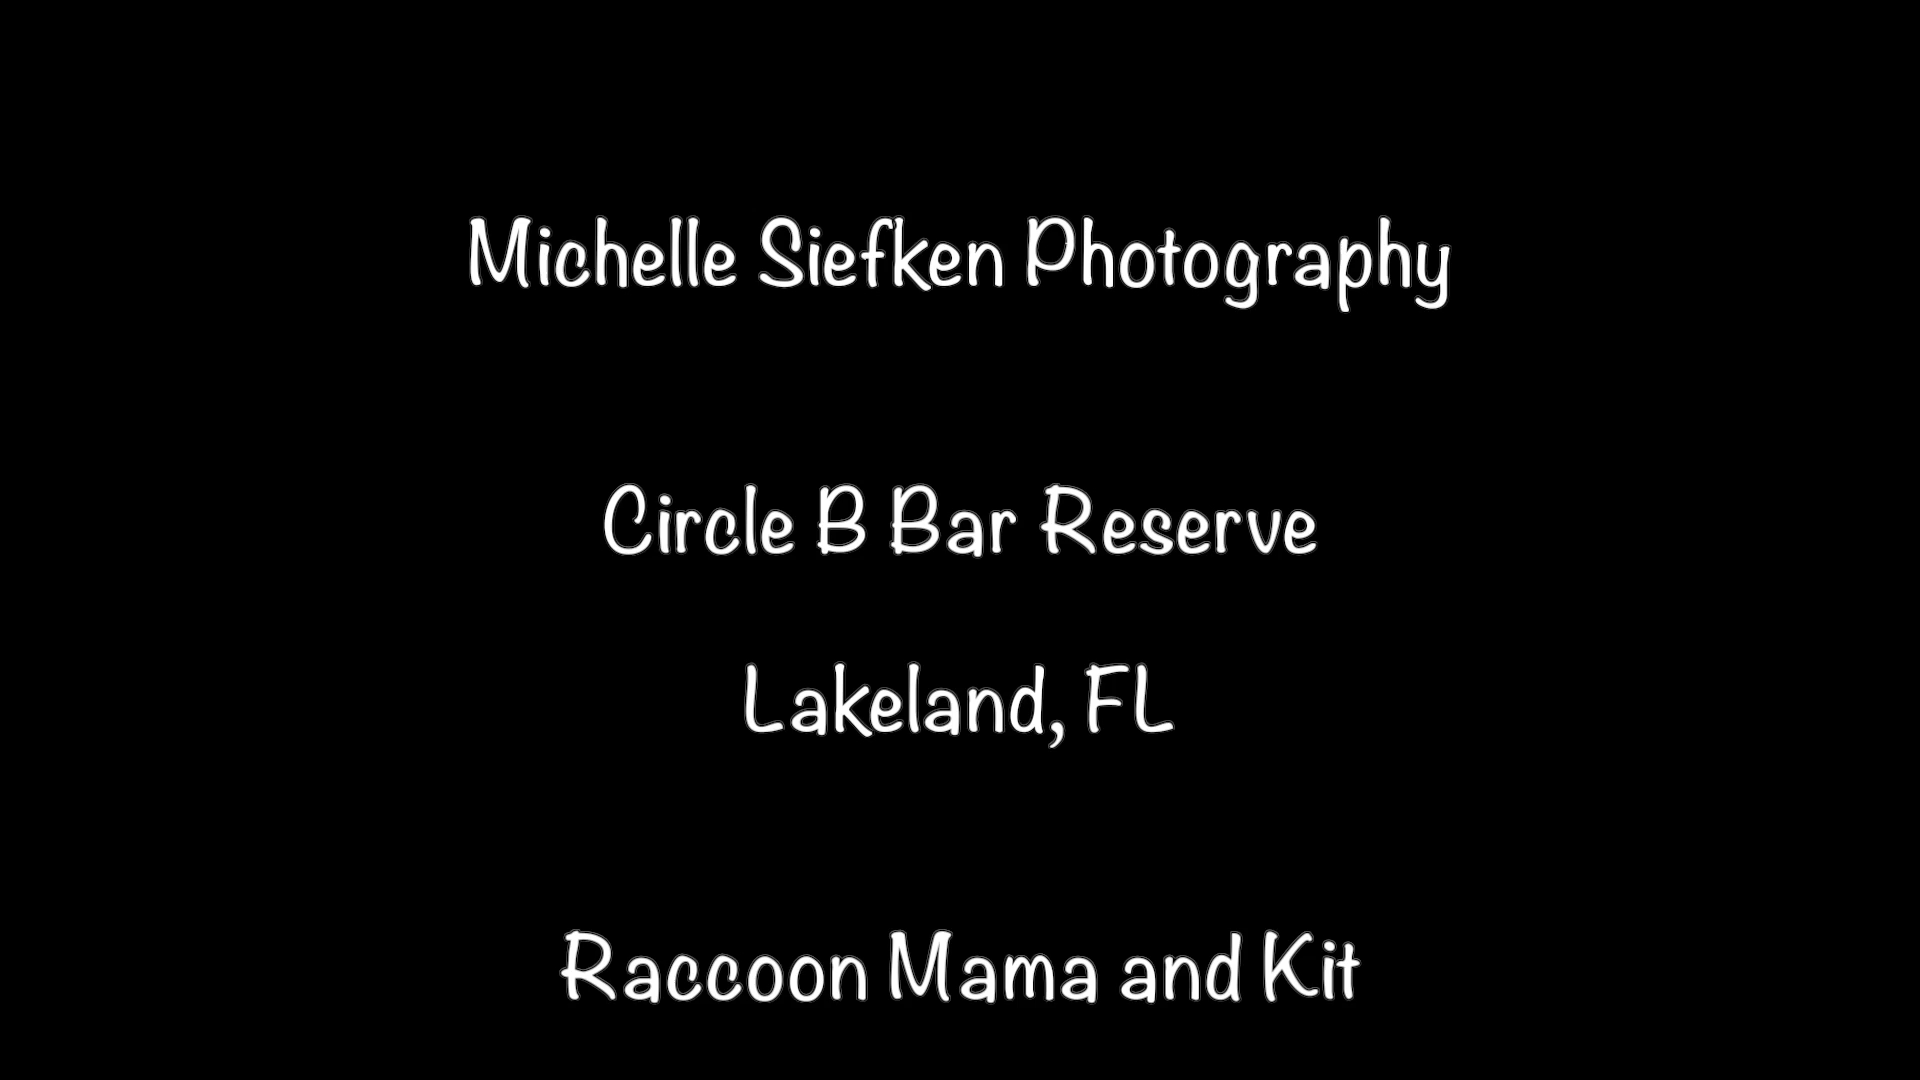 Michelle Siefken Photography
Circle B Bar Reserve
Lakeland, FL
Raccoon Mama and Kit